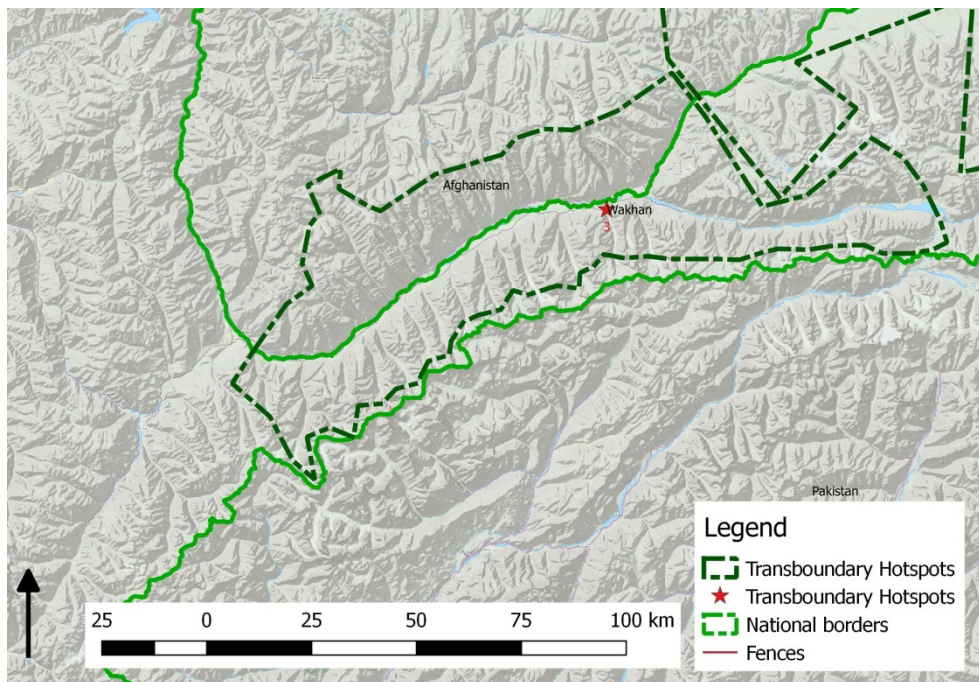 Afghanistan
Wakhan
3
Pakistan
Legend
Transboundary Hotspots
Transboundary Hotspots
National borders
Fences
25 0 25 50 75 100 km